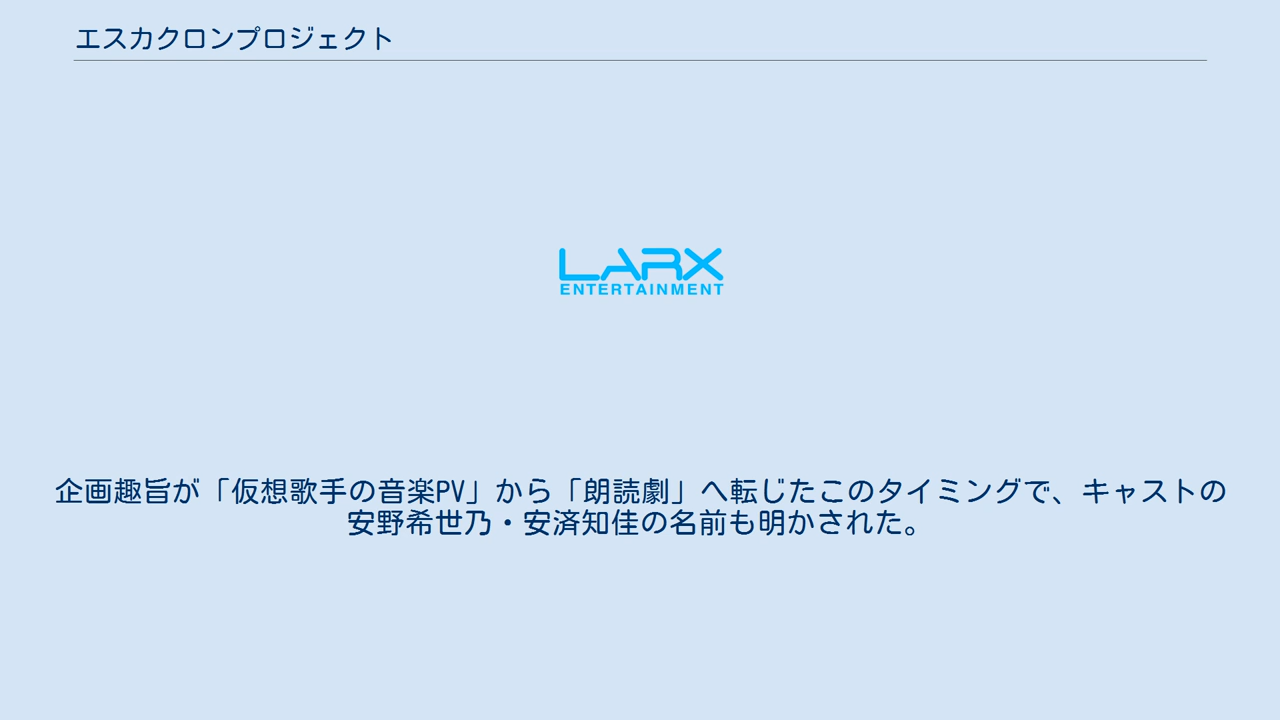 エスカクロンプロジェクト
LARX
ENTERTAINMENT
企画趣旨が「仮想歌手の音楽PV」から「朗読劇」へ転じたこのタイミングで、キャストの
安野希世乃・安済知佳の名前も明かされた。